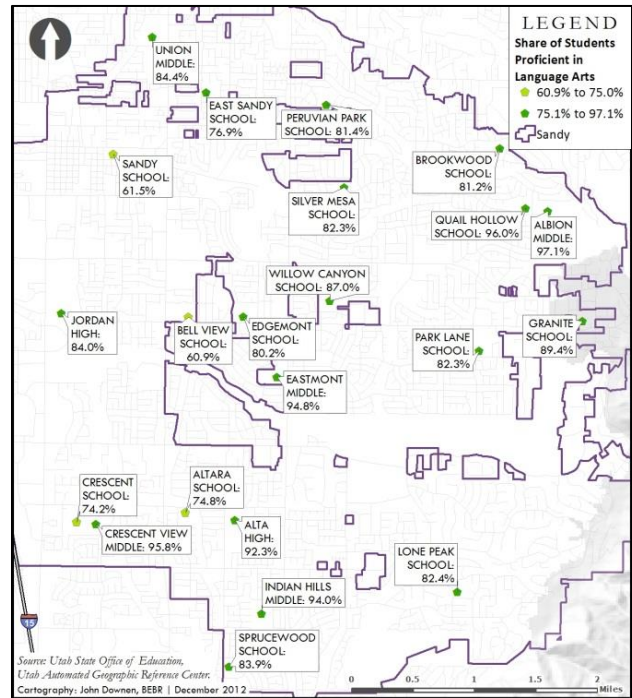 LEGEND
Share of Students
Proficient in
Language Arts
60.9% to 75.0%
75.1% to 97.1%
Sandy
UNION
MIDDLE:
84.4%
EAST SANDY
SCHOOL:
76.9%
PERUVIAN PARK
SCHOOL: 81.4%
SANDY
SCHOOL:
61.5%
BROOKWOOD
SCHOOL:
81.2%
SILVER MESA
SCHOOL:
82.3%
QUAIL HOLLOW
SCHOOL: 96.0%
ALBION
MIDDLE:
97.1%
WILLOW CANYON
SCHOOL: 87.0%
JORDAN
HIGH:
84.0%
BELL VIEW
SCHOOL:
60.9%
EDGEMONT
SCHOOL:
80.2%
PARK LANE
SCHOOL:
82.3%
GRANITE
SCHOOL:
89.4%
EASTMONT
MIDDLE:
94.8%
CRESCENT
SCHOOL:
74.2%
ALTARA
SCHOOL:
74.8%
CRESCENT VIEW
MIDDLE: 95.8%
ALTA
HIGH:
92.3%
LONE PEAK
SCHOOL:
82.4%
INDIAN HILLS
MIDDLE: 94.0%
15
SPRUCEWOOD
SCHOOL:
83.9%
Source: Utah State Office of Education,
Utah Automated Geographic Reference Center.
Cartography: John Downen, BEBR | December 2012
0 0.5 1 1.5 2
Miles